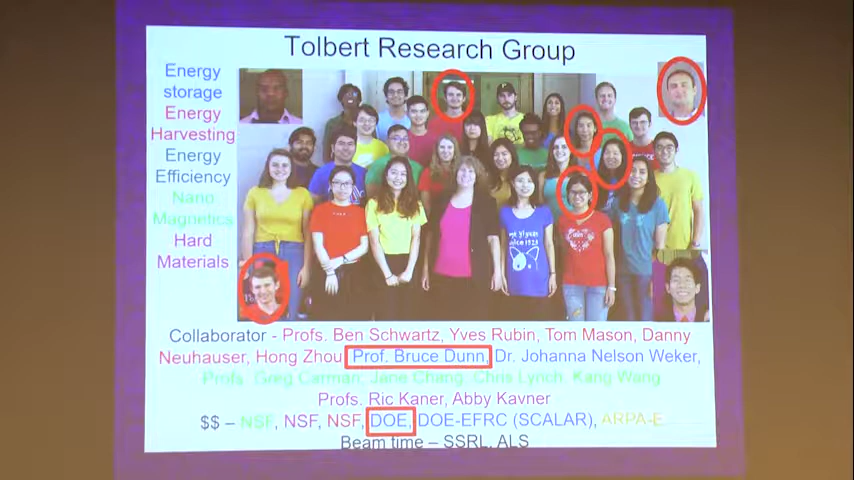 Tolbert Research Group
Energy
storage
Energy
Harvesting
Energy
Efficiency
Nano
Magnetics
Hard
Materials
Collaborator - Profs. Ben Schwartz, Yves Rubin, Tom Mason, Danny
Neuhauser, Hong Zhou, Prof. Bruce Dunn, Dr. Johanna Nelson Weker,
Profs. Greg Carman, Jane Chang, Chris Lynch, Kang Wang
Profs. Ric Kaner, Abby Kavner
$$ – NSF, NSF, NSF, DOE, DOE-EFRC (SCALAR), ARPA-E
Beam time – SSRL, ALS